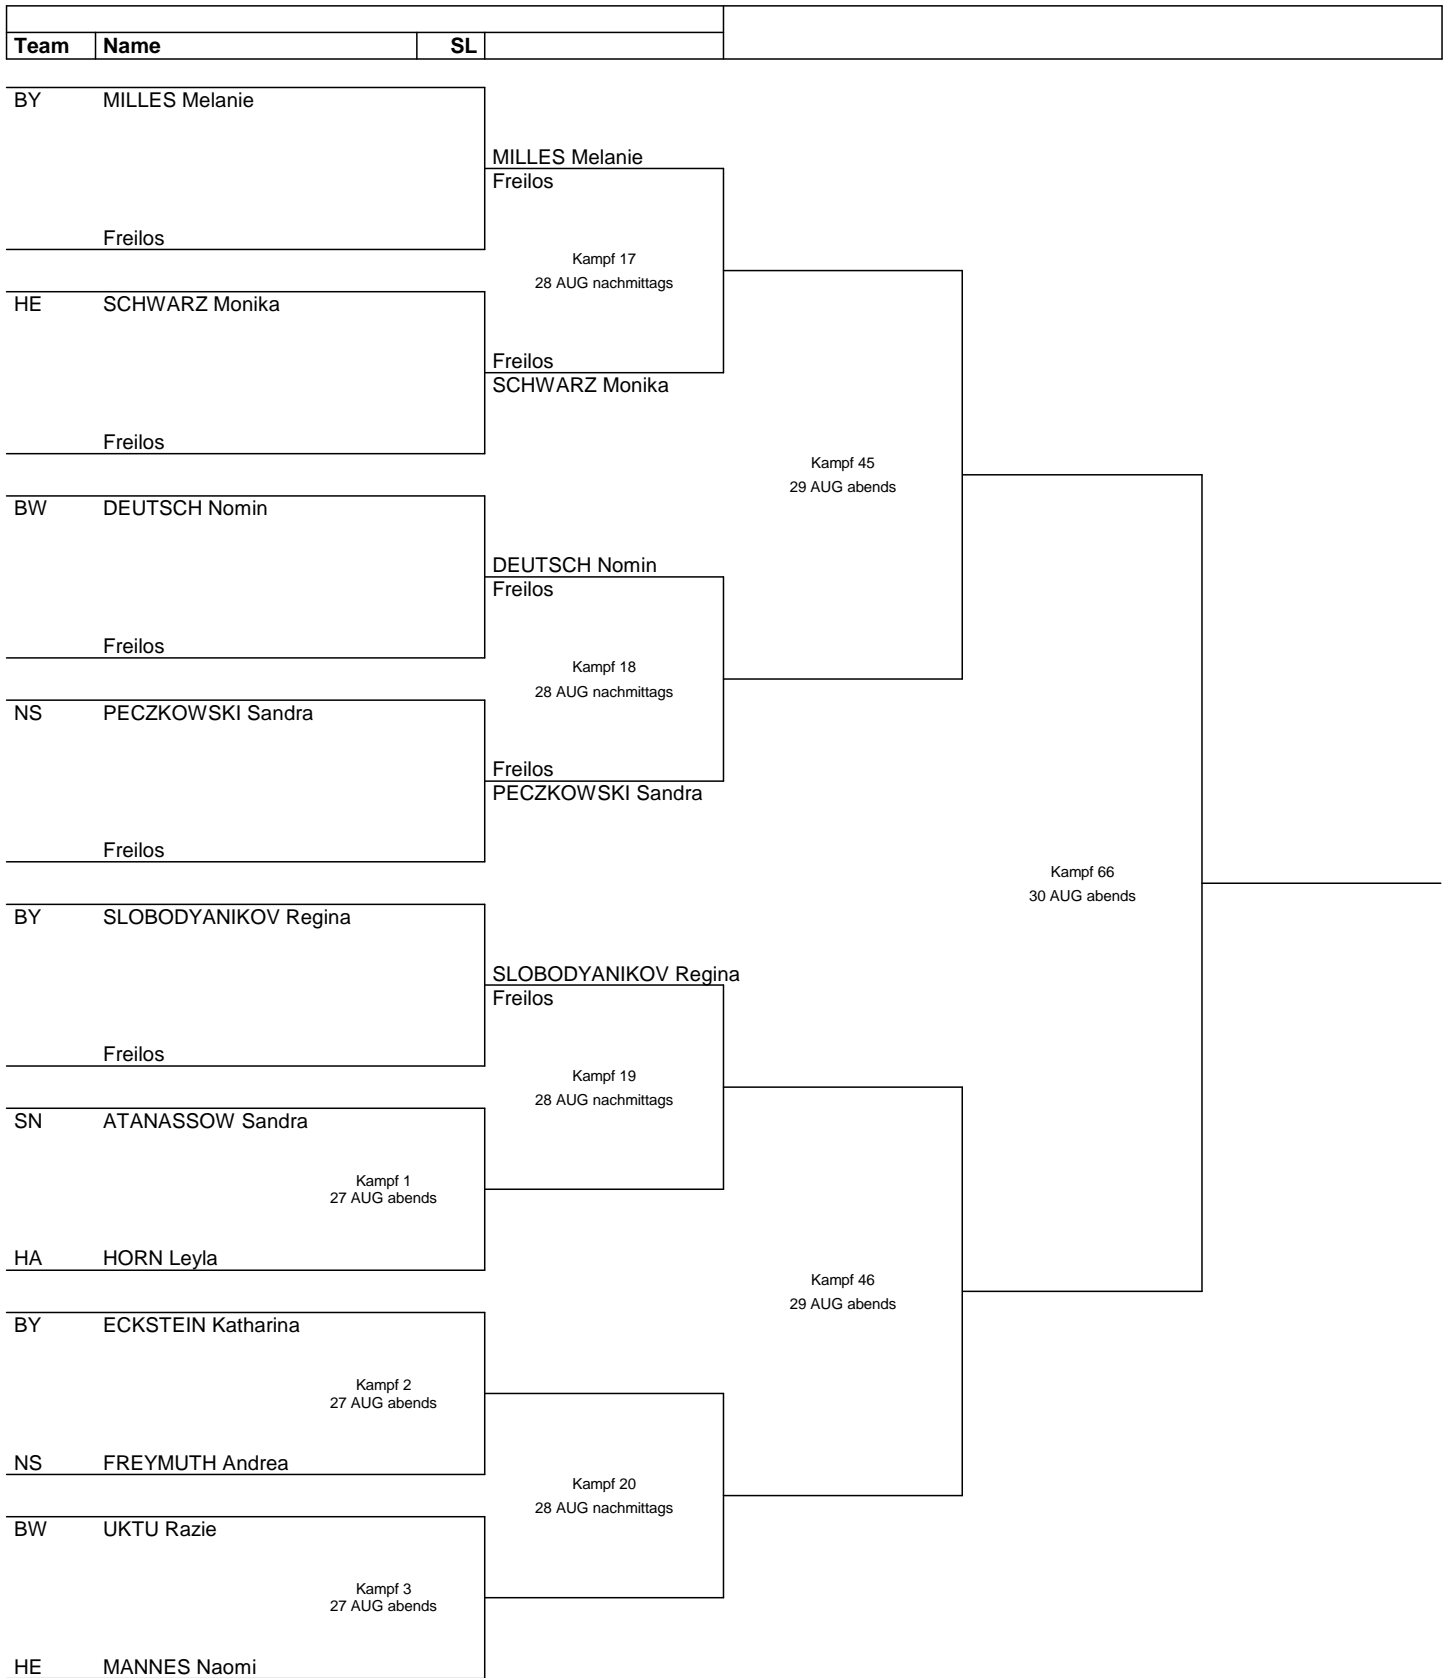 Team Name SL
BY MILLES Melanie
MILLES Melanie
Freilos
Freilos
Kampf 17
28 AUG nachmittags
HE SCHWARZ Monika
Freilos
SCHWARZ Monika
Freilos
Kampf 45
29 AUG abends
BW DEUTSCH Nomin
DEUTSCH Nomin
Freilos
Freilos
Kampf 18
28 AUG nachmittags
NS PECZKOWSKI Sandra
Freilos
PECZKOWSKI Sandra
Freilos
Kampf 66
30 AUG abends
BY SLOBODYANIKOV Regina
SLOBODYANIKOV Regina
Freilos
Freilos
Kampf 19
28 AUG nachmittags
SN ATANASSOW Sandra
Kampf 1
27 AUG abends
HA HORN Leyla
Kampf 46
29 AUG abends
BY ECKSTEIN Katharina
Kampf 2
27 AUG abends
NS FREYMUTH Andrea
Kampf 20
28 AUG nachmittags
BW UKTU Razie
Kampf 3
27 AUG abends
HE MANNES Naomi